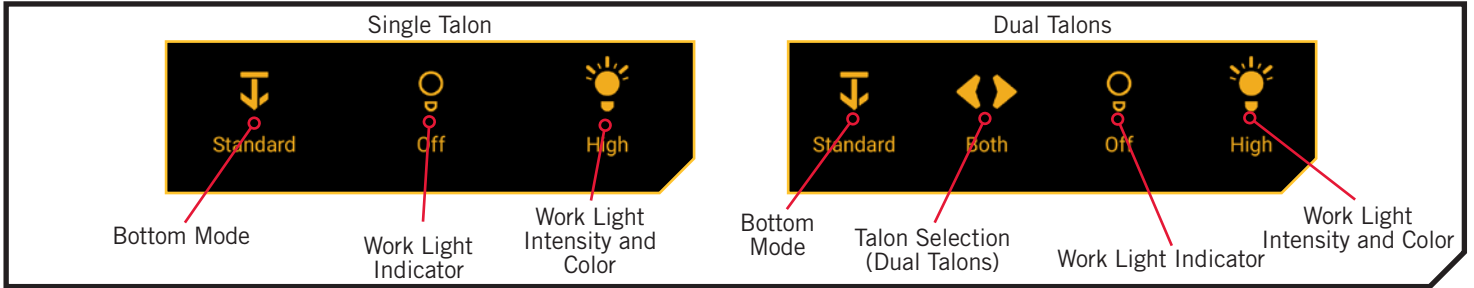 Single Talon
Dual Talons
Standard
Off
High
Standard
Both
Off
High
Bottom Mode
Work Light
Indicator
Work Light
Intensity and
Color
Bottom
Mode
Talon Selection
(Dual Talons)
Work Light Indicator
Work Light
Intensity and Color